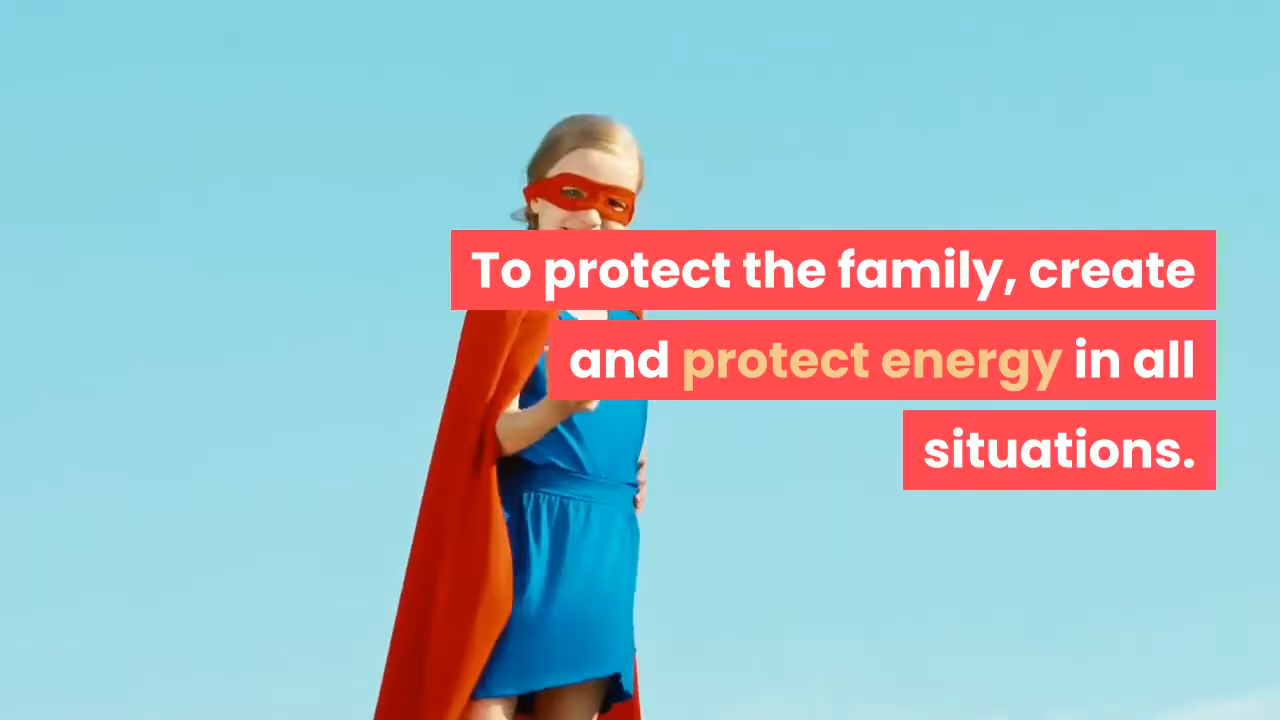 To protect the family, create
and protect energy in all
situations.